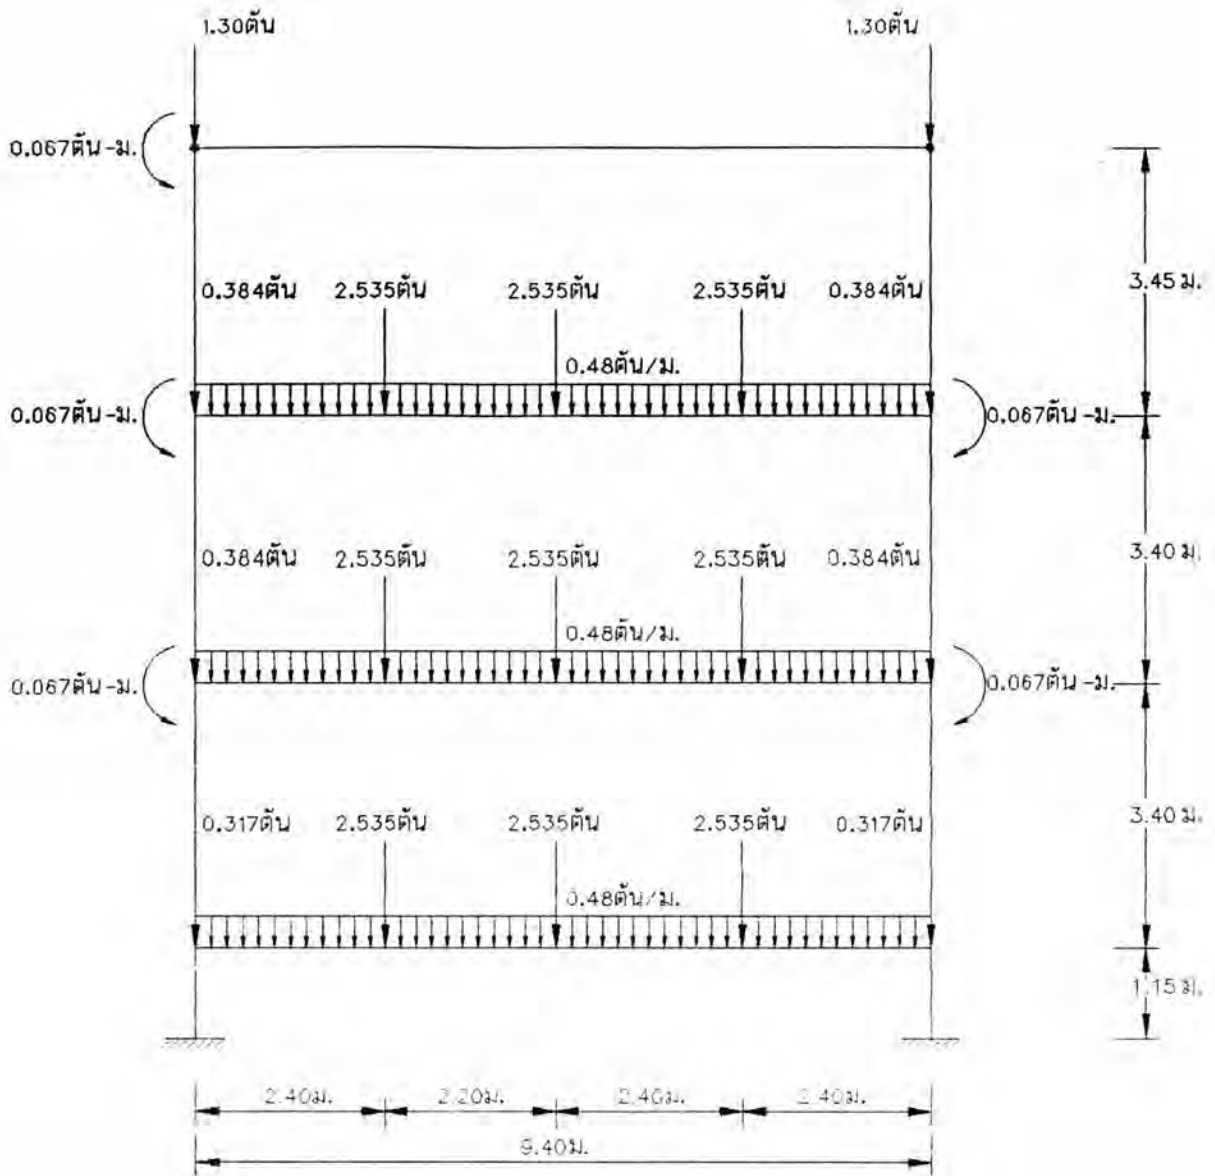 1.30ตัน 1.30ตัน
0.067ตัน-ม.
3.45 ม.
0.384ตัน 2.535ตัน 2.535ตัน 2.535ตัน 0.384ตัน
0.48ตัน/ม.
0.067ตัน-ม. 0.067ตัน-ม.
3.40 ม.
0.384ตัน 2.535ตัน 2.535ตัน 2.535ตัน 0.384ตัน
0.48ตัน/ม.
0.067ตัน-ม. 0.067ตัน-ม.
3.40 ม.
0.317ตัน 2.535ตัน 2.535ตัน 2.535ตัน 0.317ตัน
0.48ตัน/ม.
1.15 ม.
2.40ม. 2.20ม. 2.40ม. 2.40ม.
9.40ม.